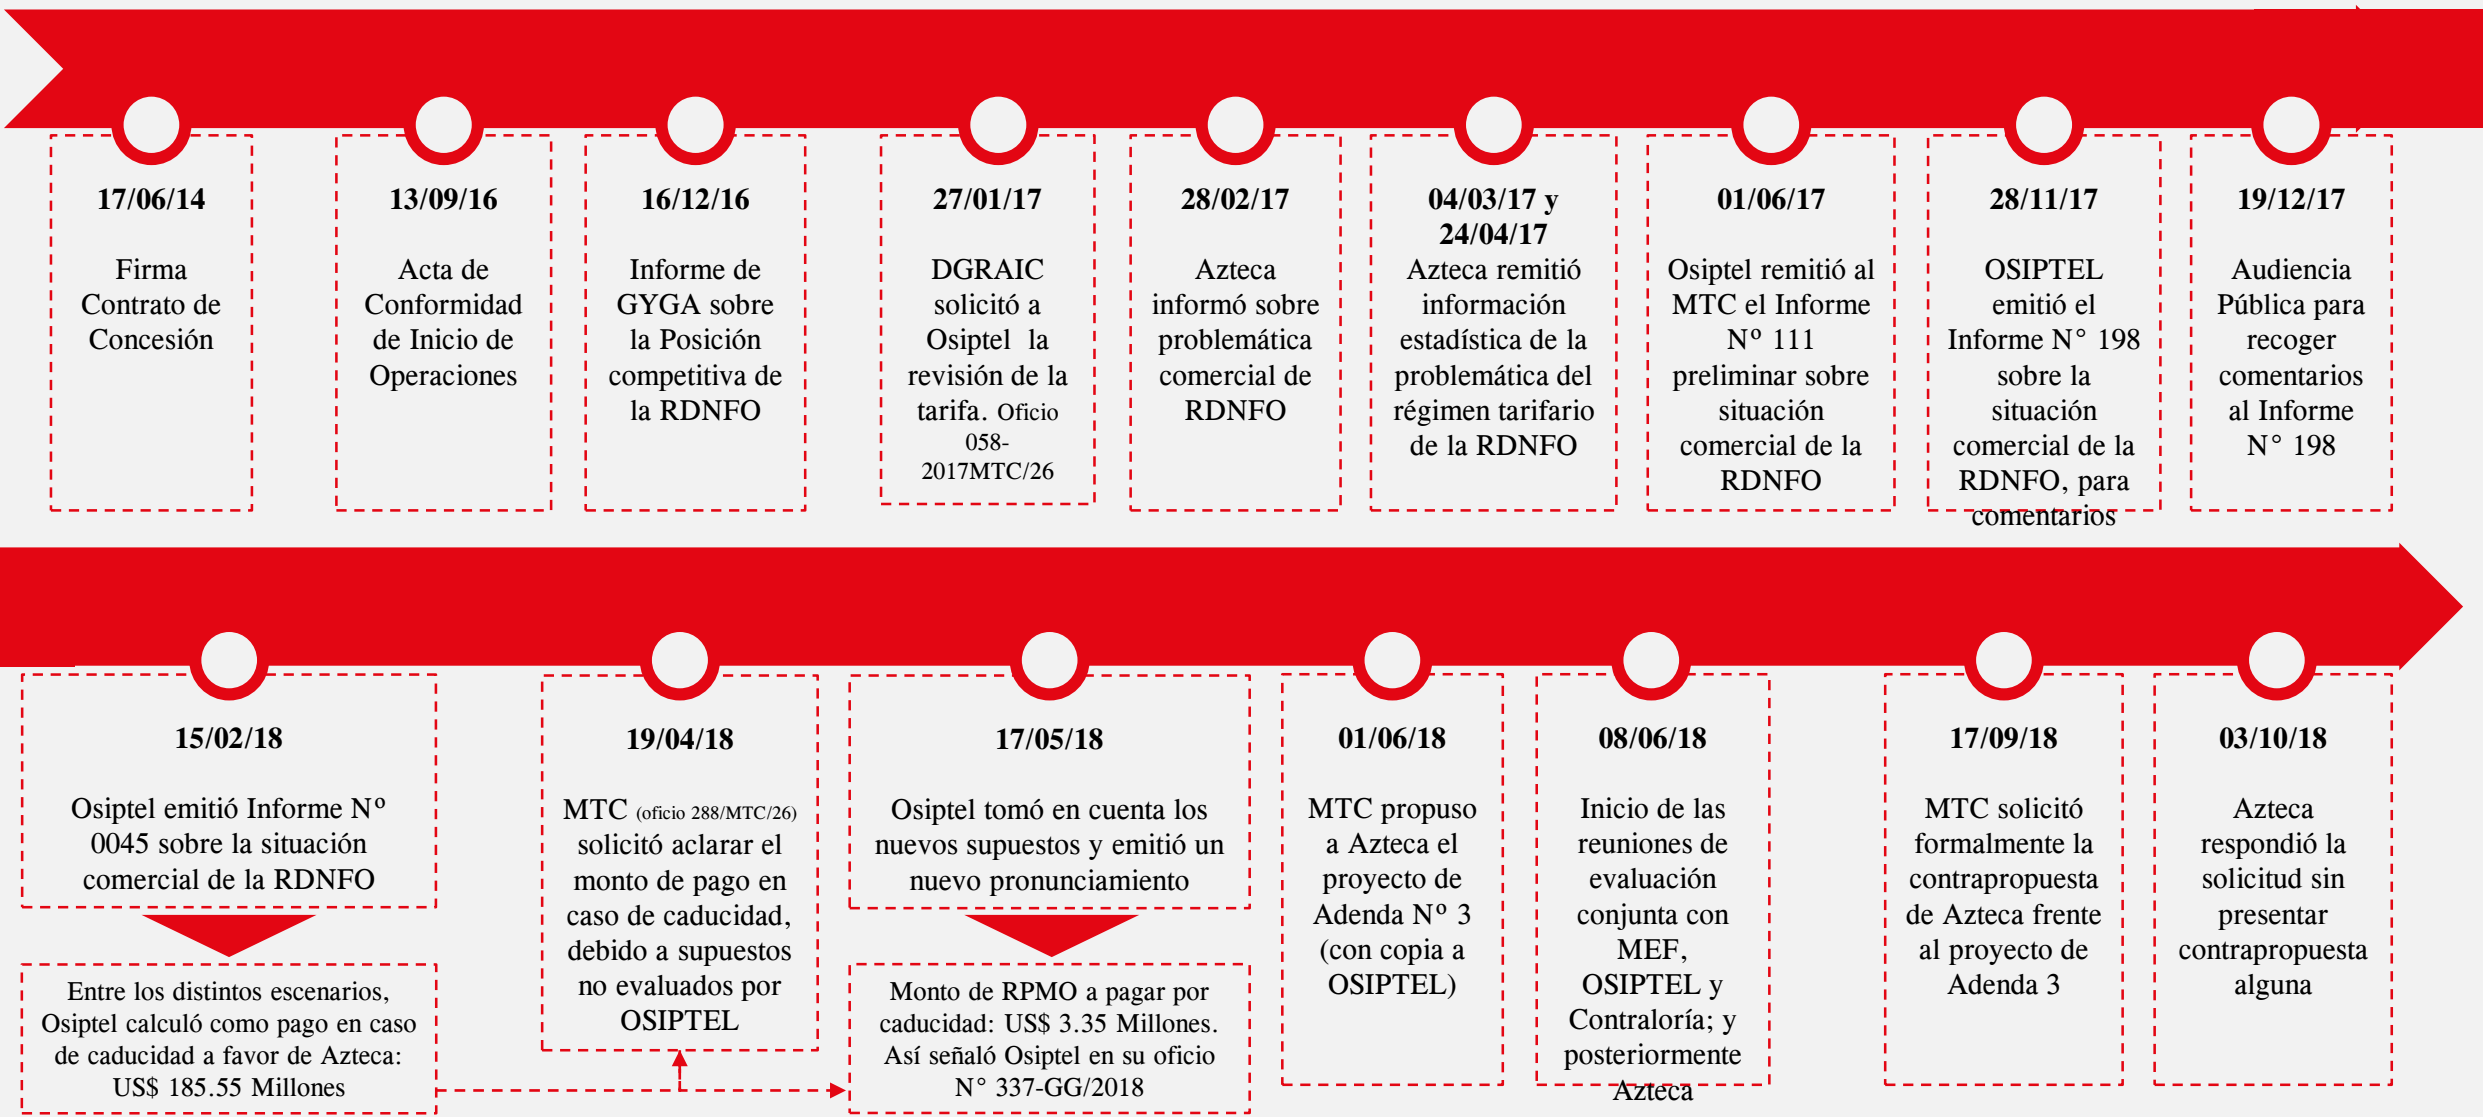 17/06/14
Firma
Contrato de
Concesión
13/09/16
Acta de
Conformidad
de Inicio de
Operaciones
16/12/16
Informe de
GYGA sobre
la Posición
competitiva de
la RDNFO
27/01/17
DGRAIC
solicitó a
Osiptel la
revisión de la
tarifa. Oficio
058-
2017MTC/26
28/02/17
Azteca
informó sobre
problemática
comercial de
RDNFO
04/03/17 y
24/04/17
Azteca remitió
información
estadística de la
problemática del
régimen tarifario
de la RDNFO
01/06/17
Osiptel remitió al
MTC el Informe
Nº 111
preliminar sobre
situación
comercial de la
RDNFO
28/11/17
OSIPTEL
emitió el
Informe N° 198
sobre la
situación
comercial de la
RDNFO, para
comentarios
19/12/17
Audiencia
Pública para
recoger
comentarios
al Informe
N° 198
15/02/18
Osiptel emitió Informe Nº
0045 sobre la situación
comercial de la RDNFO
Entre los distintos escenarios,
Osiptel calculó como pago en caso
de caducidad a favor de Azteca:
US$ 185.55 Millones
19/04/18
MTC (oficio 288/MTC/26)
solicitó aclarar el
monto de pago en
caso de caducidad,
debido a supuestos
no evaluados por
OSIPTEL
17/05/18
Osiptel tomó en cuenta los
nuevos supuestos y emitió un
nuevo pronunciamiento
Monto de RPMO a pagar por
caducidad: US$ 3.35 Millones.
Así señaló Osiptel en su oficio
N° 337-GG/2018
01/06/18
MTC propuso
a Azteca el
proyecto de
Adenda Nº 3
(con copia a
OSIPTEL)
08/06/18
Inicio de las
reuniones de
evaluación
conjunta con
MEF,
OSIPTEL y
Contraloría; y
posteriormente
Azteca
17/09/18
MTC solicitó
formalmente la
contrapropuesta
de Azteca frente
al proyecto de
Adenda 3
03/10/18
Azteca
respondió la
solicitud sin
presentar
contrapropuesta
alguna